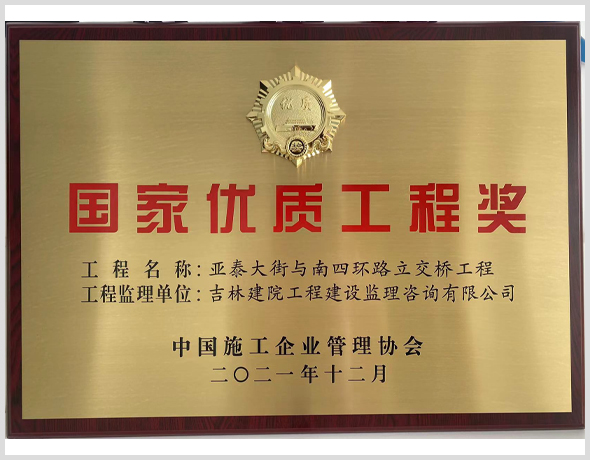 优质
国家优质工程奖
工程名称：亚泰大街与南四环路立交桥工程
工程监理单位：吉林建院工程建设监理咨询有限公司
中国施工企业管理协会
二〇二一年十二月